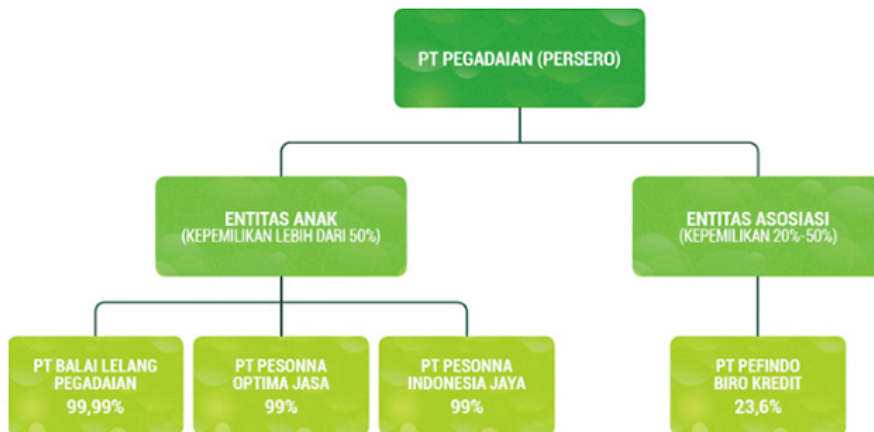 PT PEGADAIAN (PERSERO)
ENTITAS ANAK
(KEPEMILIKAN LEBIH DARI 50%)
ENTITAS ASOSIASI
(KEPEMILIKAN 20%-50%)
PT BALAI LELANG
PEGADAIAN
99,99%
PT PESONNA
OPTIMA JASA
99%
PT PESONNA
INDONESIA JAYA
99%
PT PEFINDO
BIRO KREDIT
23,6%